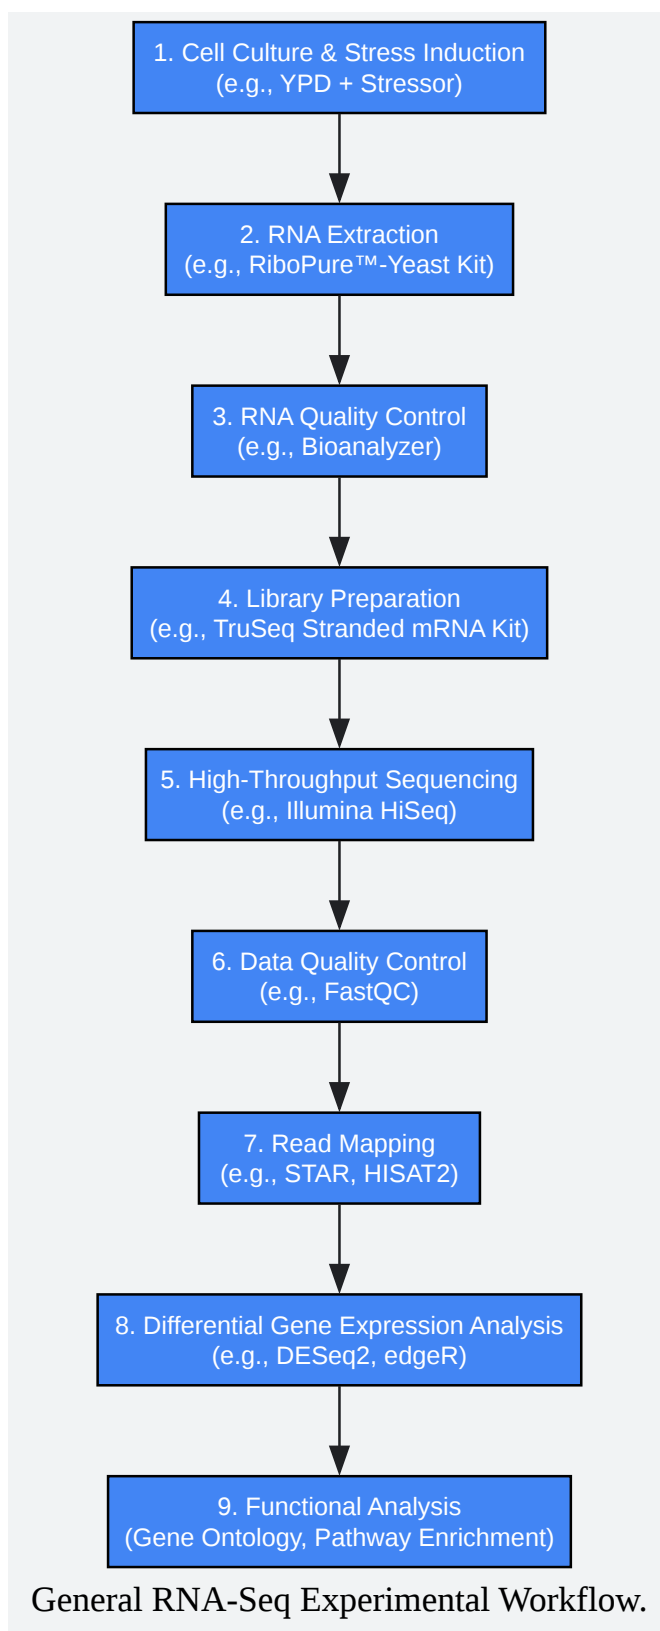 1. Cell Culture & Stress Induction
(e.g., YPD + Stressor)
2. RNA Extraction
(e.g., RiboPure™-Yeast Kit)
3. RNA Quality Control
(e.g., Bioanalyzer)
4. Library Preparation
(e.g., TruSeq Stranded mRNA Kit)
5. High-Throughput Sequencing
(e.g., Illumina HiSeq)
6. Data Quality Control
(e.g., FastQC)
7. Read Mapping
(e.g., STAR, HISAT2)
8. Differential Gene Expression Analysis
(e.g., DESeq2, edgeR)
9. Functional Analysis
(Gene Ontology, Pathway Enrichment)
General RNA-Seq Experimental Workflow.